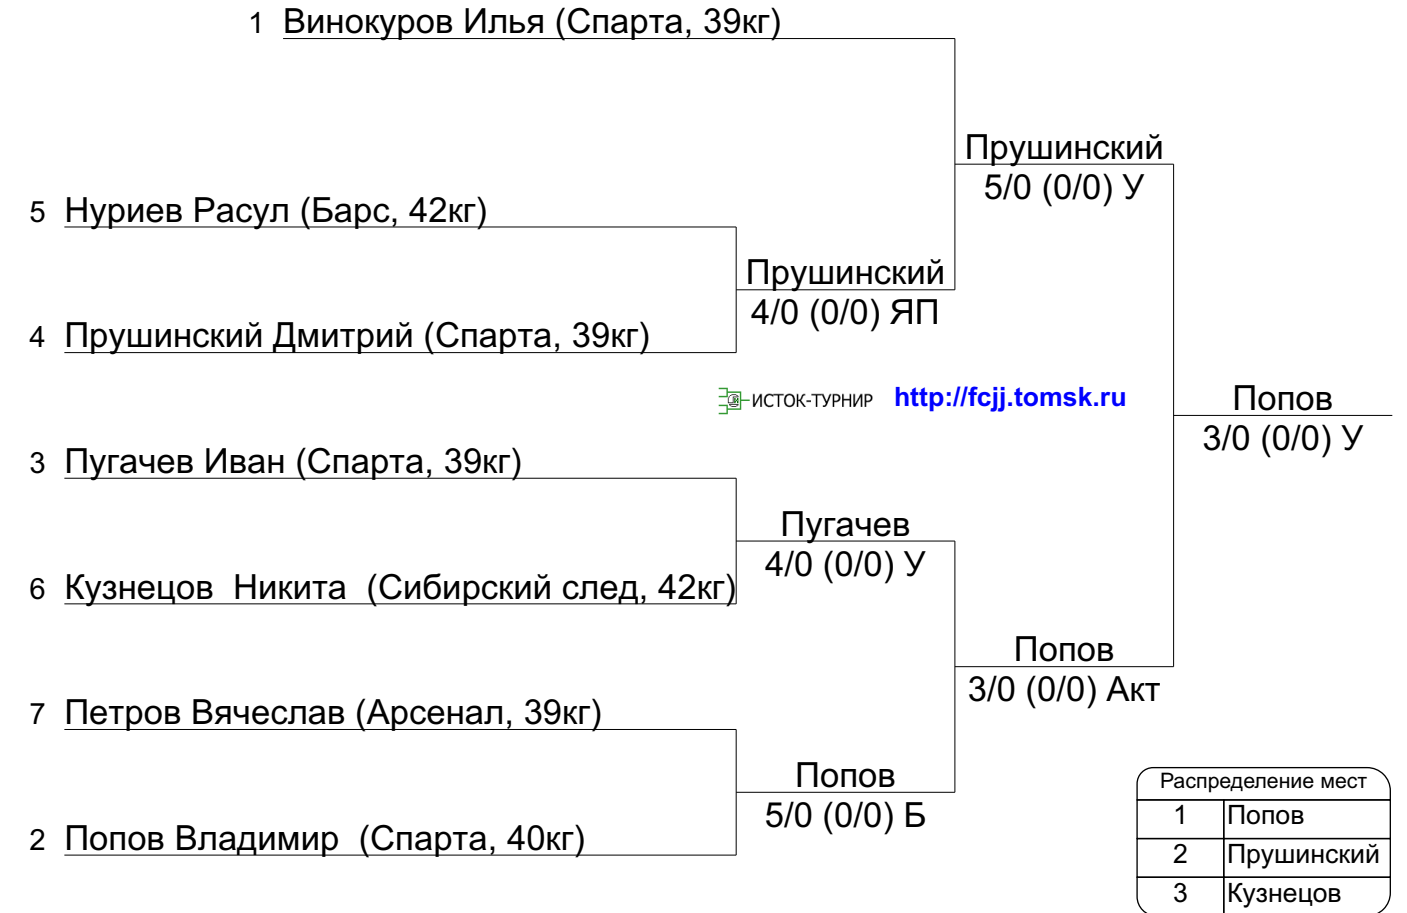 1 Винокуров Илья (Спарта, 39кг)
Прушинский
5/0 (0/0) У
5 Нуриев Расул (Барс, 42кг)
Прушинский
4/0 (0/0) ЯП
4 Прушинский Дмитрий (Спарта, 39кг)
ИСТОК-ТУРНИР http://fcjj.tomsk.ru
Попов
3/0 (0/0) У
3 Пугачев Иван (Спарта, 39кг)
Пугачев
4/0 (0/0) У
6 Кузнецов Никита (Сибирский след, 42кг)
Попов
3/0 (0/0) Акт
7 Петров Вячеслав (Арсенал, 39кг)
Попов
5/0 (0/0) Б
2 Попов Владимир (Спарта, 40кг)
Распределение мест
1 Попов
2 Прушинский
3 Кузнецов